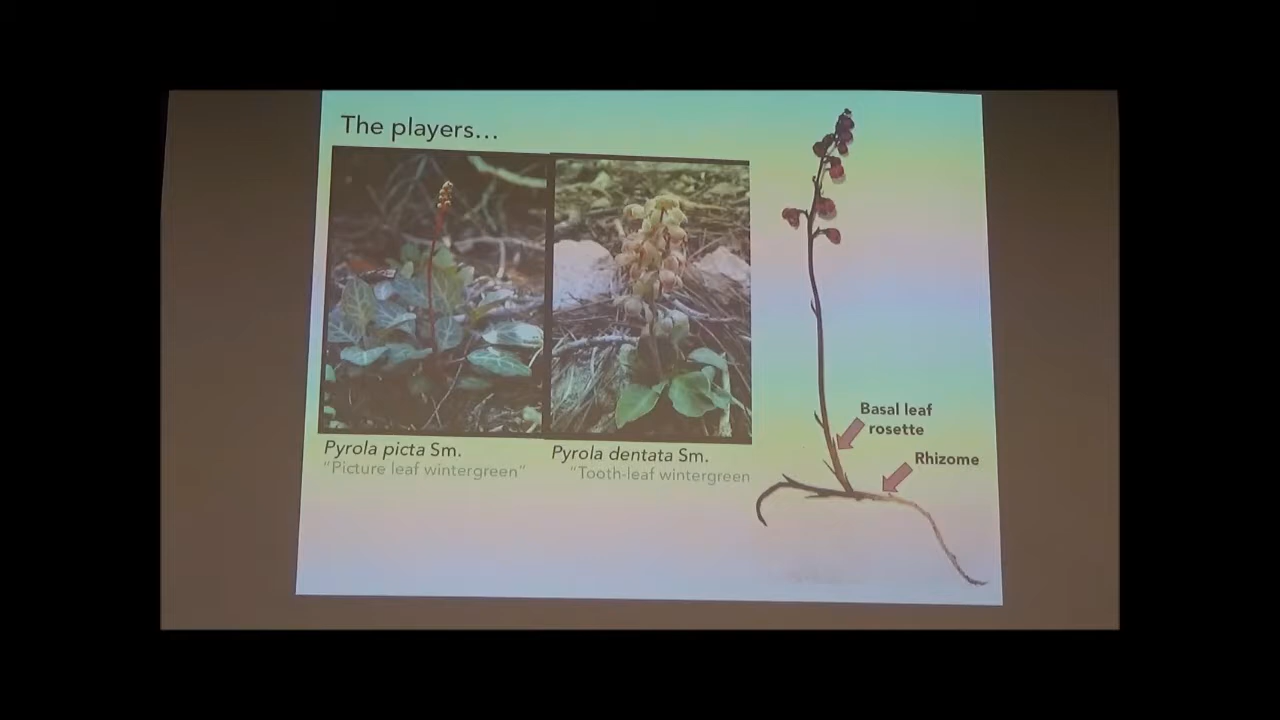 The players…
Pyrola picta Sm.
"Picture leaf wintergreen"
Pyrola dentata Sm.
"Tooth-leaf wintergreen
Basal leaf
rosette
Rhizome